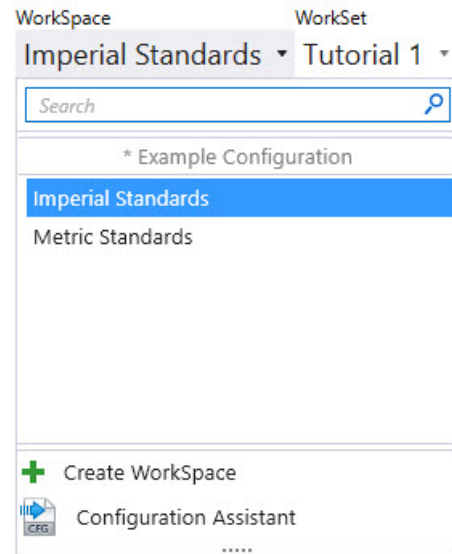 WorkSpace WorkSet
Imperial Standards Tutorial 1
Search
* Example Configuration
Imperial Standards
Metric Standards
Create WorkSpace
CFG Configuration Assistant